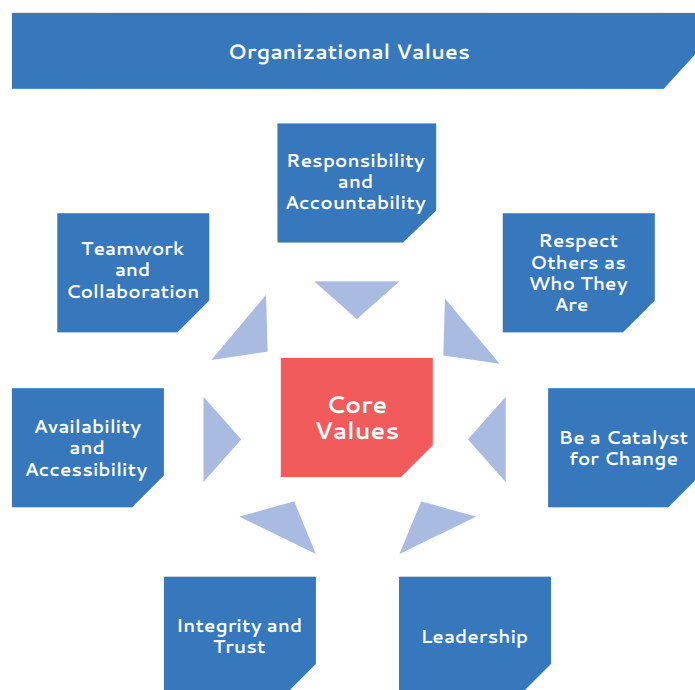 Organizational Values
Responsibility
and
Accountability
Teamwork
and
Collaboration
Respect
Others as
Who They
Are
Core
Values
Availability
and
Accessibility
Be a Catalyst
for Change
Integrity and
Trust
Leadership